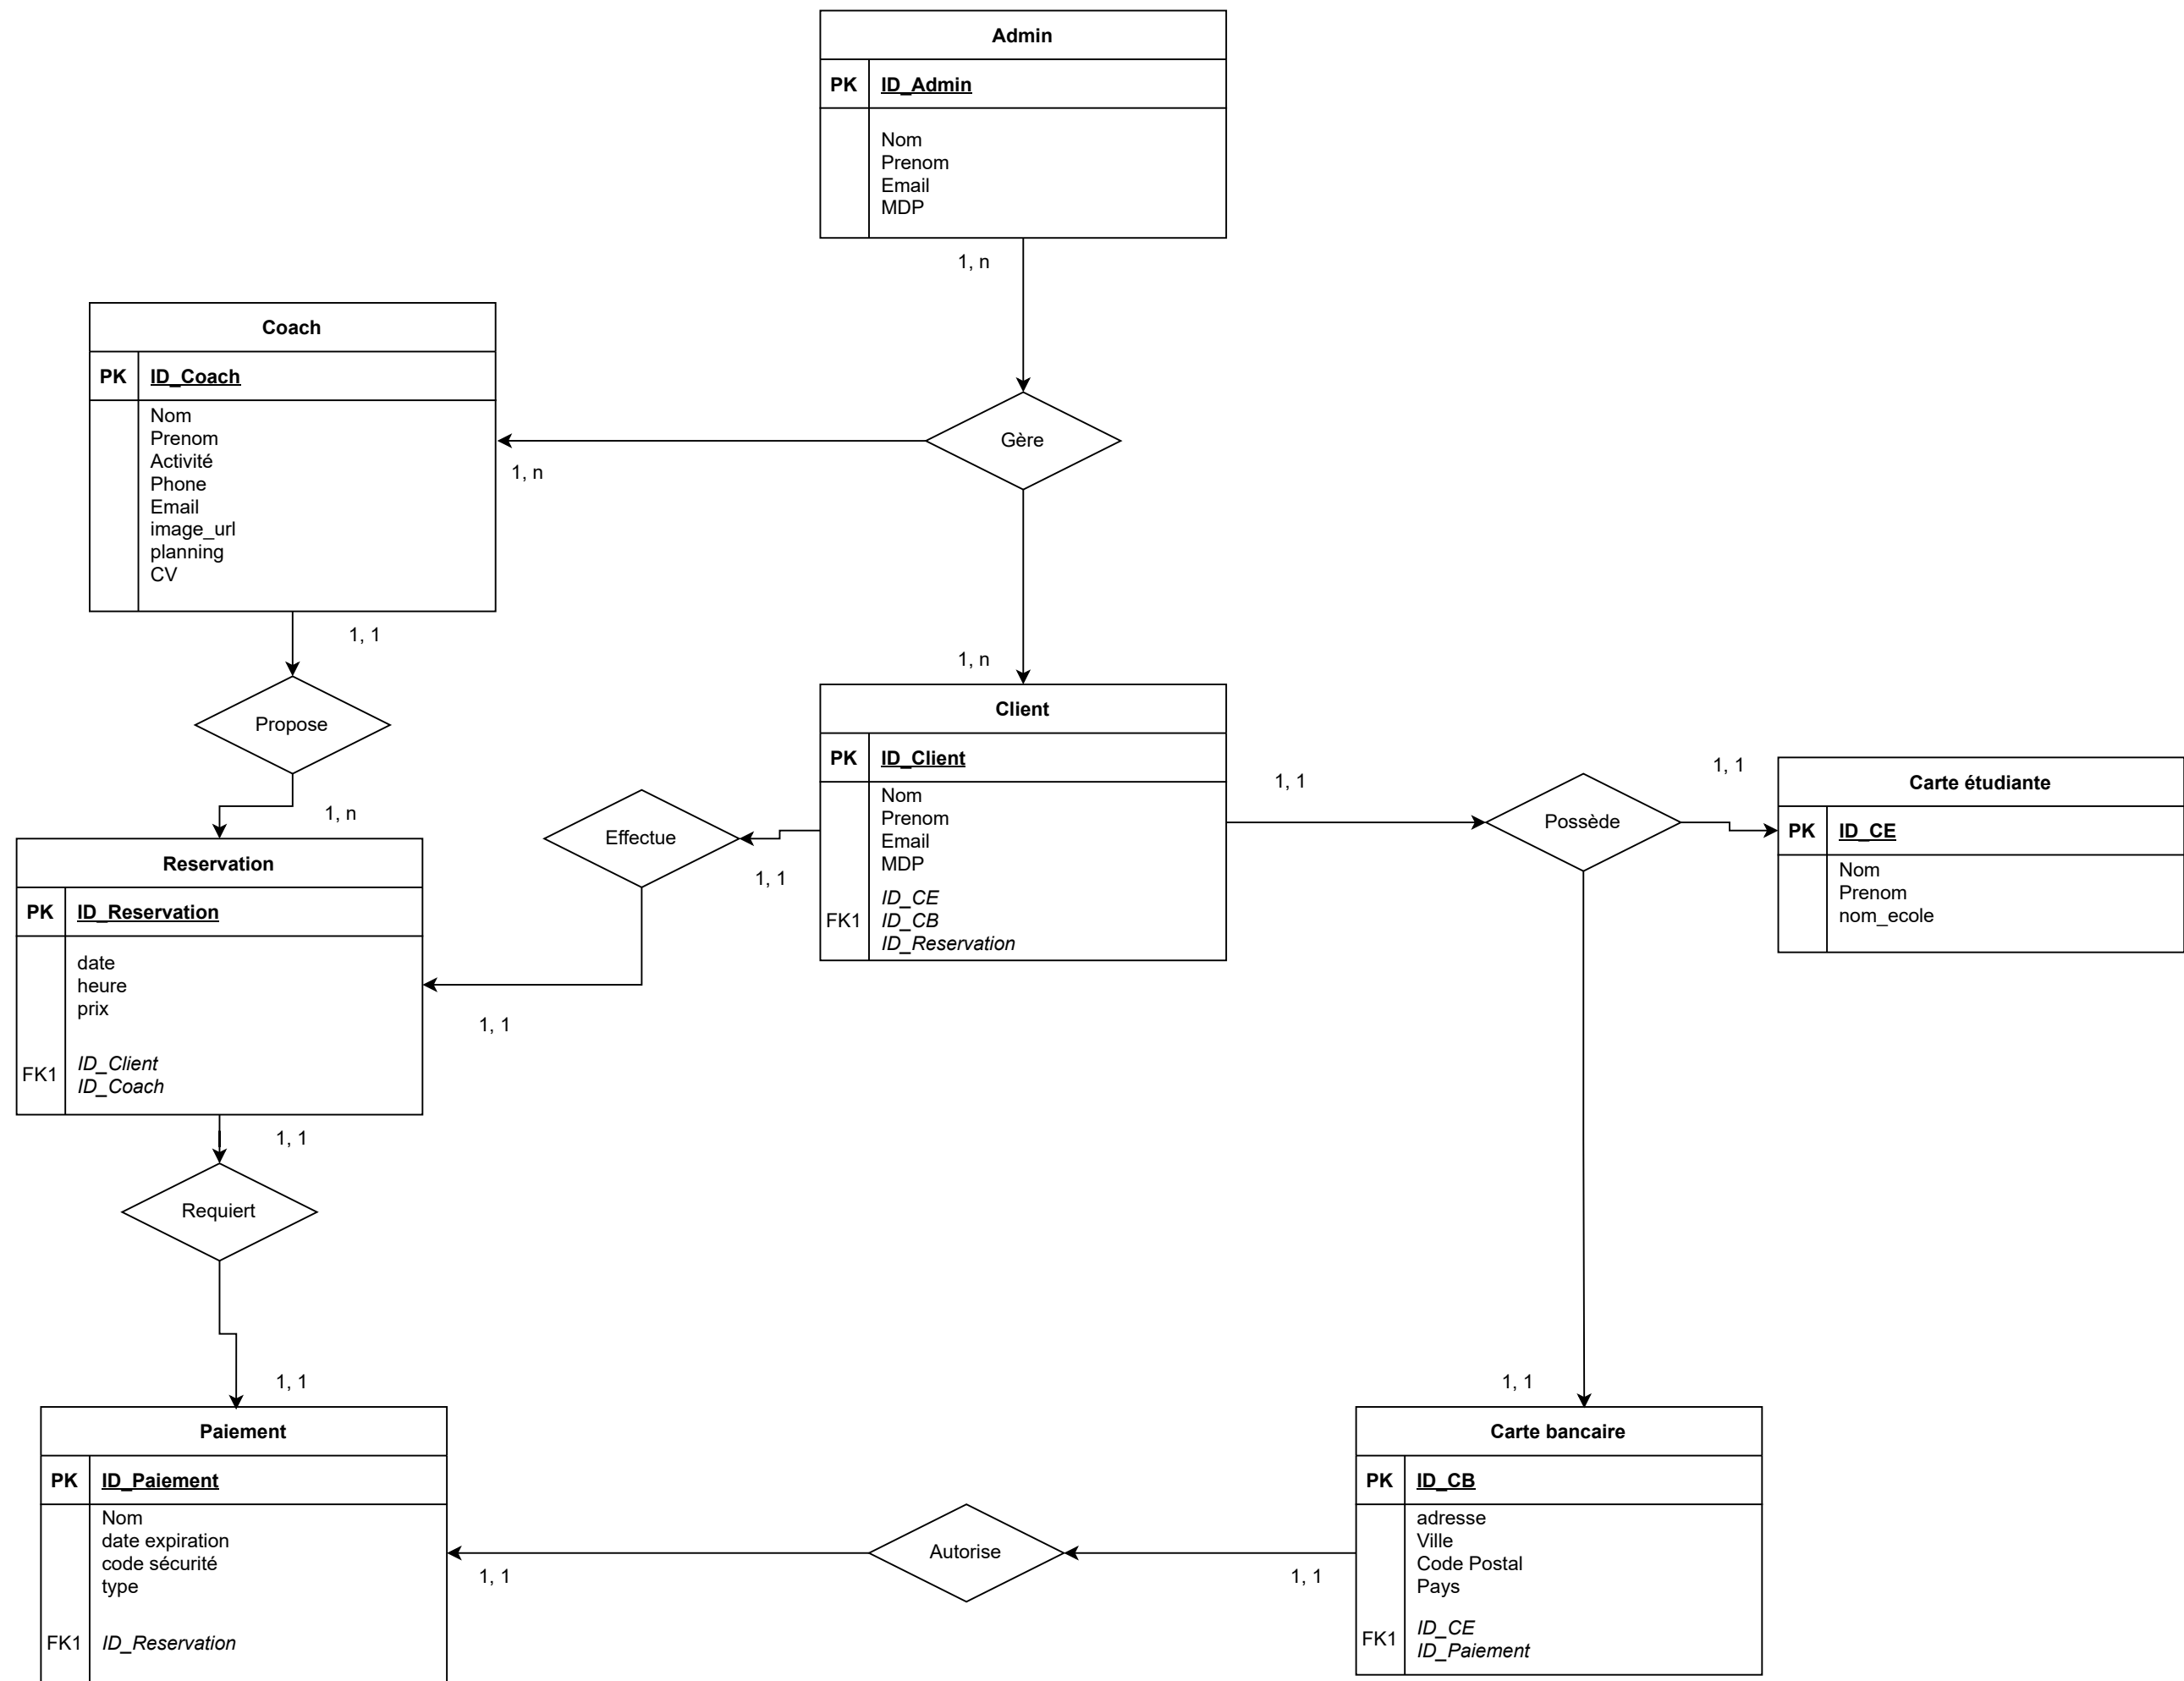 Admin
PK ID_Admin
Nom
Prenom
Email
MDP
1, n
Coach
PK ID_Coach
Nom
Prenom
Activité
Phone
Email
image_url
planning
CV
Gère
1, n
1, 1
1, n
Propose
1, n
Client
PK ID_Client
Nom
Prenom
Email
MDP
ID_CE
FK1 ID_CB
ID_Reservation
Effectue
1, 1
1, 1
1, 1
Possède
1, 1
Carte étudiante
PK ID_CE
Nom
Prenom
nom_ecole
Reservation
PK ID_Reservation
date
heure
prix
ID_Client
FK1
ID_Coach
1, 1
Requiert
1, 1
1, 1
Paiement
PK ID_Paiement
Nom
date expiration
code sécurité
type
FK1 ID_Reservation
1, 1
Autorise
1, 1
Carte bancaire
PK ID_CB
adresse
Ville
Code Postal
Pays
ID_CE
FK1
ID_Paiement